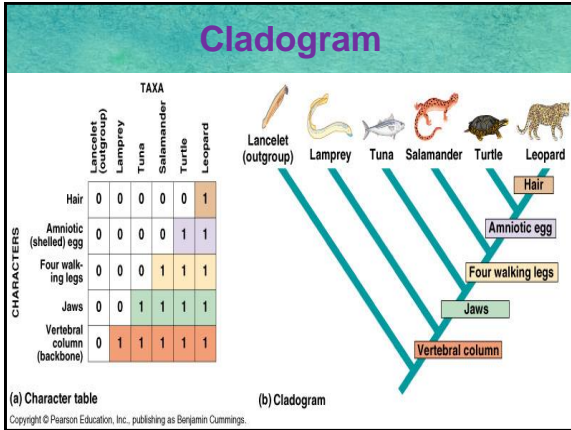 Cladogram
TAXA
Lancelet
(outgroup)
Lamprey
Tuna
Salamander
Turtle
Leopard
CHARACTERS
Hair 0 0 0 0 0 1
Amniotic
(shelled) egg 0 0 0 0 1 1
Four walk-
ing legs 0 0 0 1 1 1
Jaws 0 0 1 1 1 1
Vertebral
column
(backbone) 0 1 1 1 1 1
(a) Character table
Lancelet
(outgroup)
Lamprey
Tuna
Salamander
Turtle
Leopard
Hair
Amniotic egg
Four walking legs
Jaws
Vertebral column
(b) Cladogram
Copyright © Pearson Education, Inc., publishing as Benjamin Cummings.